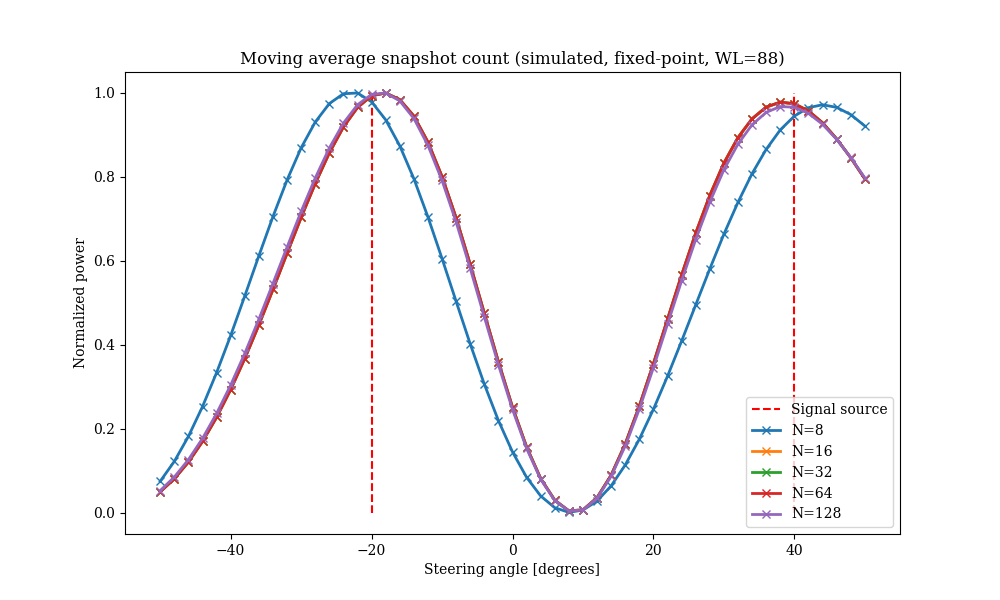 Moving average snapshot count (simulated, fixed-point, WL=88)
Normalized power
1.0
0.8
0.6
0.4
0.2
0.0
−40
−20
0
20
40
Steering angle [degrees]
Signal source
N=8
N=16
N=32
N=64
N=128